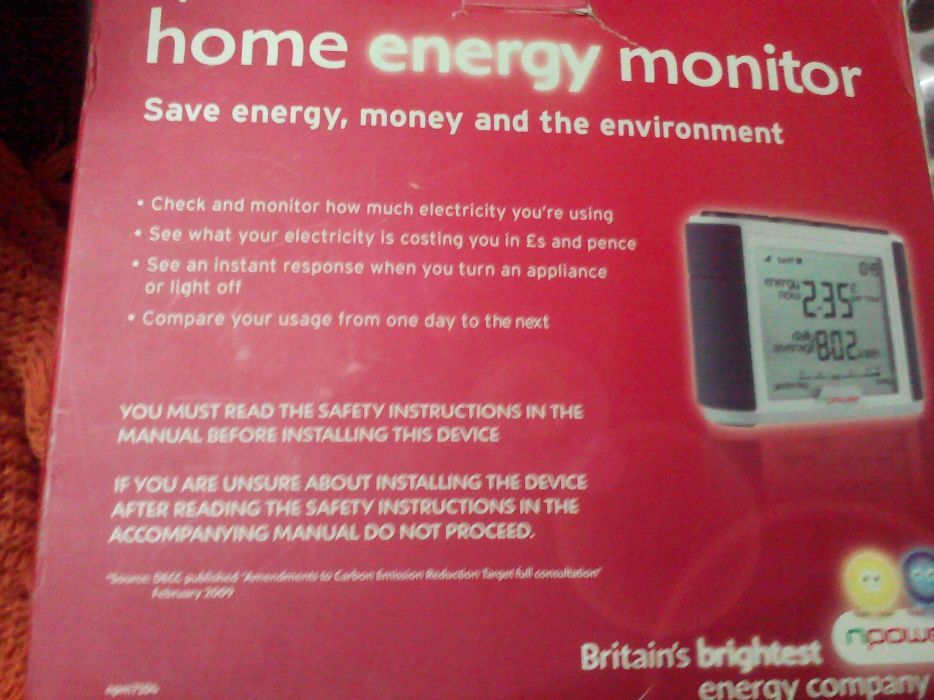 home energy monitor
Save energy, money and the environment
• Check and monitor how much electricity you're using
• See what your electricity is costing you in £s and pence
• See an instant response when you turn an appliance
or light off
• Compare your usage from one day to the next
energy
now 2.35 £
daily
average 8.02 kWh
yesterday
npower
YOU MUST READ THE SAFETY INSTRUCTIONS IN THE
MANUAL BEFORE INSTALLING THIS DEVICE
IF YOU ARE UNSURE ABOUT INSTALLING THE DEVICE
AFTER READING THE SAFETY INSTRUCTIONS IN THE
ACCOMPANYING MANUAL DO NOT PROCEED.
*Source: DECC published 'Amendments to Carbon Emission Reduction Target full consultation'
February 2009
npowe
Britain's brightest
energy company